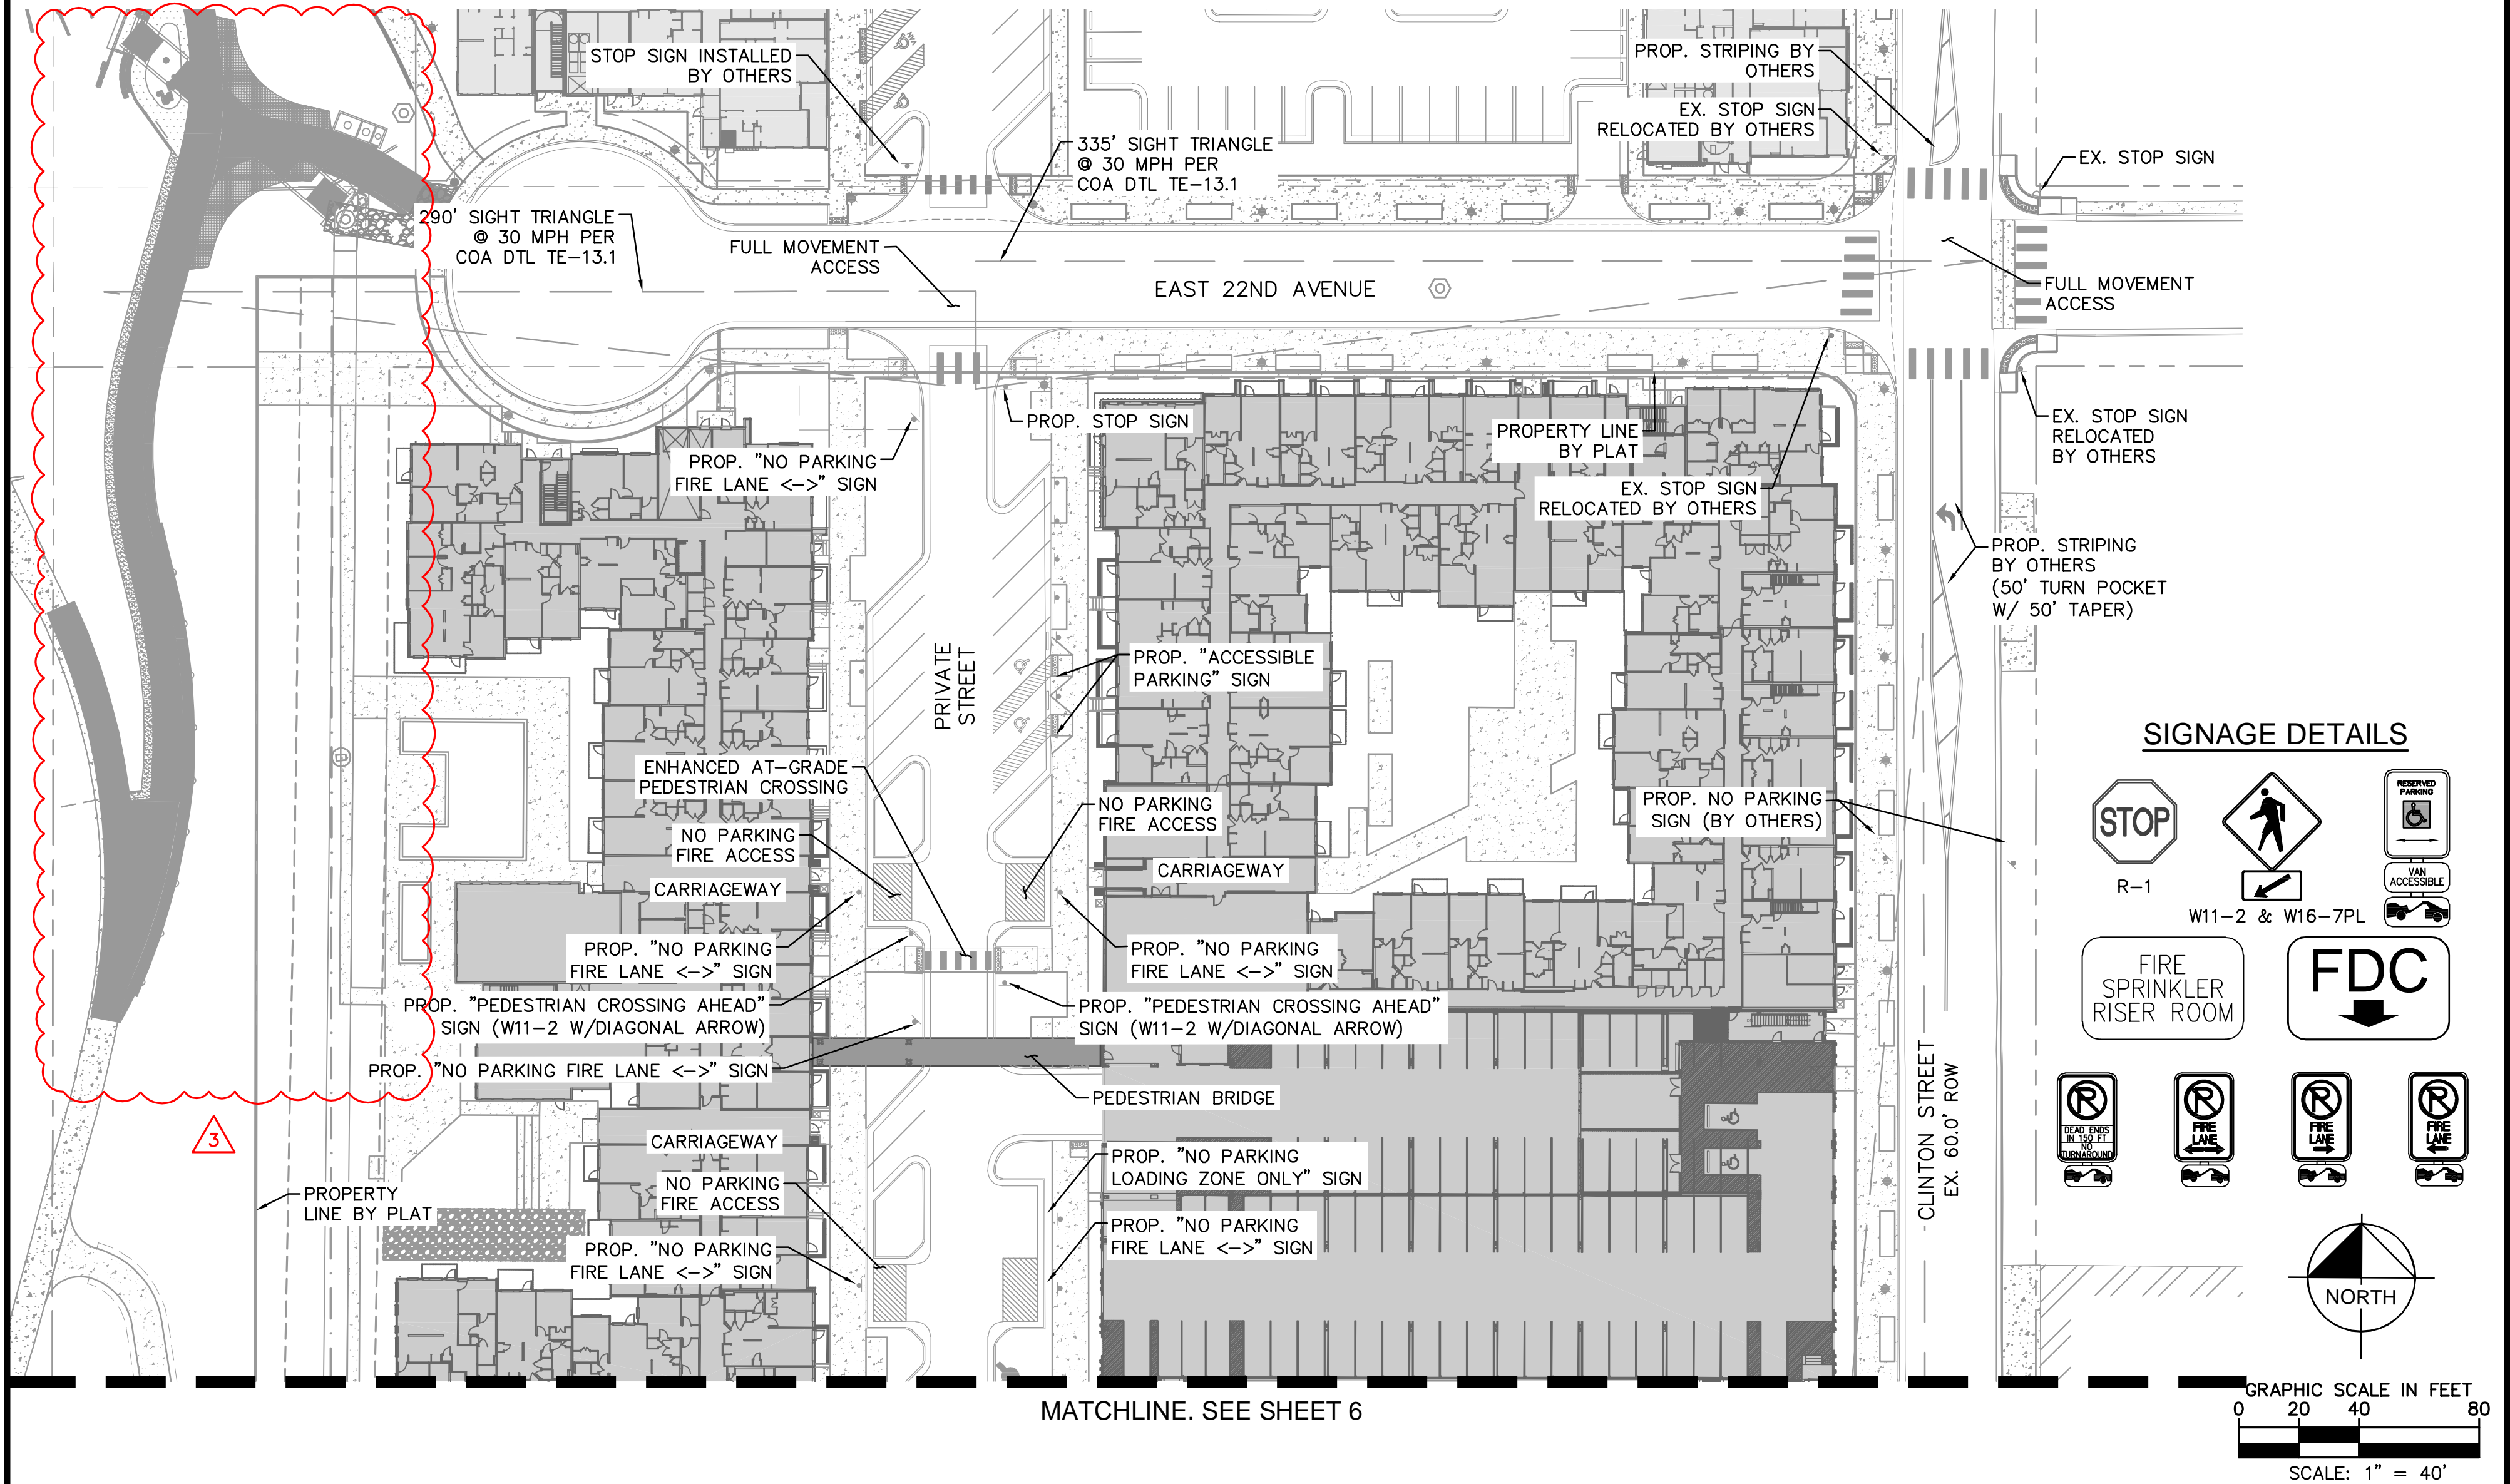 STOP SIGN INSTALLED
BY OTHERS
PROP. STRIPING BY
OTHERS
EX. STOP SIGN
RELOCATED BY OTHERS
335' SIGHT TRIANGLE
@ 30 MPH PER
COA DTL TE-13.1
EX. STOP SIGN
290' SIGHT TRIANGLE
@ 30 MPH PER
COA DTL TE-13.1
FULL MOVEMENT
ACCESS
EAST 22ND AVENUE
FULL MOVEMENT
ACCESS
PROP. STOP SIGN
PROPERTY LINE
BY PLAT
EX. STOP SIGN
RELOCATED
BY OTHERS
PROP. "NO PARKING
FIRE LANE <->" SIGN
EX. STOP SIGN
RELOCATED BY OTHERS
PROP. STRIPING
BY OTHERS
(50' TURN POCKET
W/ 50' TAPER)
PRIVATE
STREET
PROP. "ACCESSIBLE
PARKING" SIGN
ENHANCED AT-GRADE
PEDESTRIAN CROSSING
NO PARKING
FIRE ACCESS
NO PARKING
FIRE ACCESS
PROP. NO PARKING
SIGN (BY OTHERS)
CARRIAGEWAY
CARRIAGEWAY
PROP. "NO PARKING
FIRE LANE <->" SIGN
PROP. "NO PARKING
FIRE LANE <->" SIGN
PROP. "PEDESTRIAN CROSSING AHEAD"
SIGN (W11-2 W/DIAGONAL ARROW)
PROP. "PEDESTRIAN CROSSING AHEAD"
SIGN (W11-2 W/DIAGONAL ARROW)
PROP. "NO PARKING FIRE LANE <->" SIGN
PEDESTRIAN BRIDGE
3
CARRIAGEWAY
PROP. "NO PARKING
LOADING ZONE ONLY" SIGN
NO PARKING
FIRE ACCESS
PROPERTY
LINE BY PLAT
PROP. "NO PARKING
FIRE LANE <->" SIGN
PROP. "NO PARKING
FIRE LANE <->" SIGN
CLINTON STREET
EX. 60.0' ROW
SIGNAGE DETAILS
STOP
R-1
W11-2 & W16-7PL
RESERVED
PARKING
VAN
ACCESSIBLE
FIRE
SPRINKLER
RISER ROOM
FDC
P
DEAD ENDS
IN 150 FT
NO
TURNAROUND
P
FIRE
LANE
P
FIRE
LANE
P
FIRE
LANE
NORTH
MATCHLINE. SEE SHEET 6
GRAPHIC SCALE IN FEET
0 20 40 80
SCALE: 1" = 40'